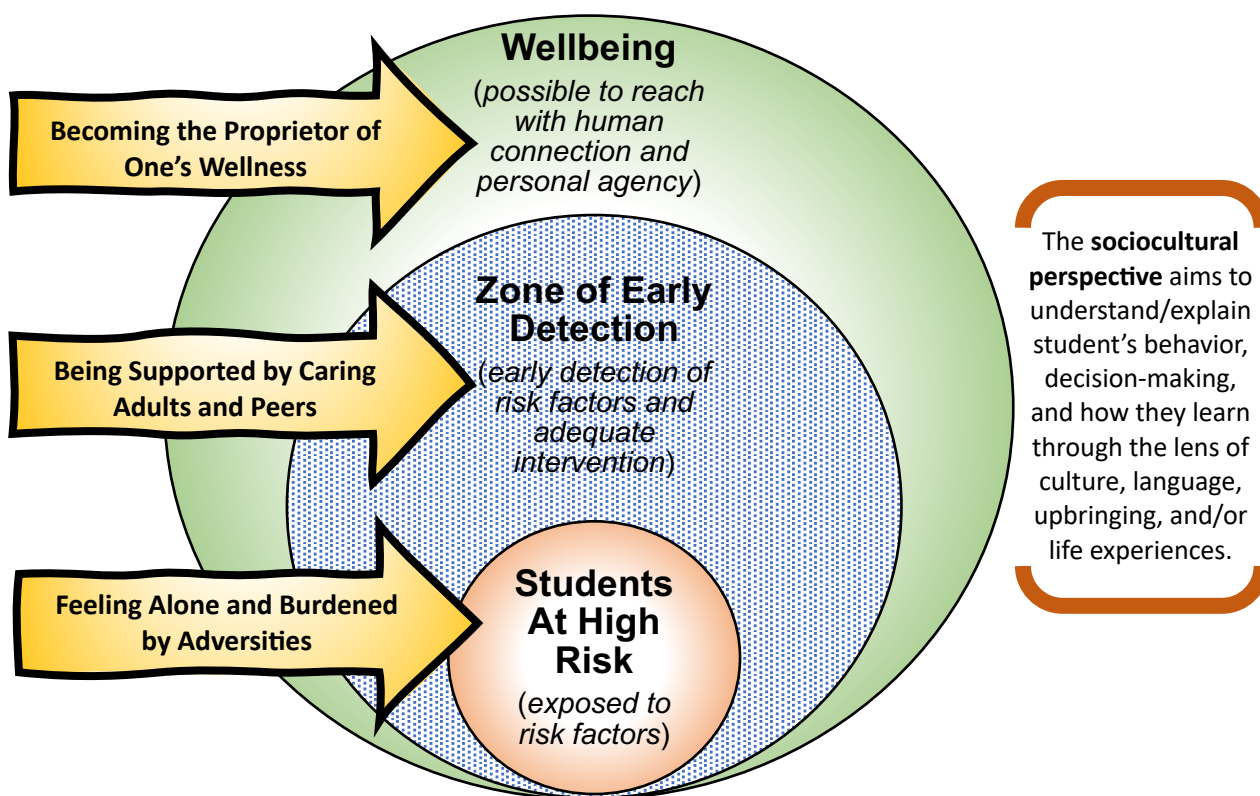 Wellbeing
(possible to reach
with human
connection and
personal agency)
Becoming the Proprietor of
One’s Wellness
Zone of Early
Detection
(early detection of
risk factors and
adequate
intervention)
Being Supported by Caring
Adults and Peers
Students
At High
Risk
(exposed to
risk factors)
Feeling Alone and Burdened
by Adversities
The sociocultural
perspective aims to
understand/explain
student’s behavior,
decision-making,
and how they learn
through the lens of
culture, language,
upbringing, and/or
life experiences.